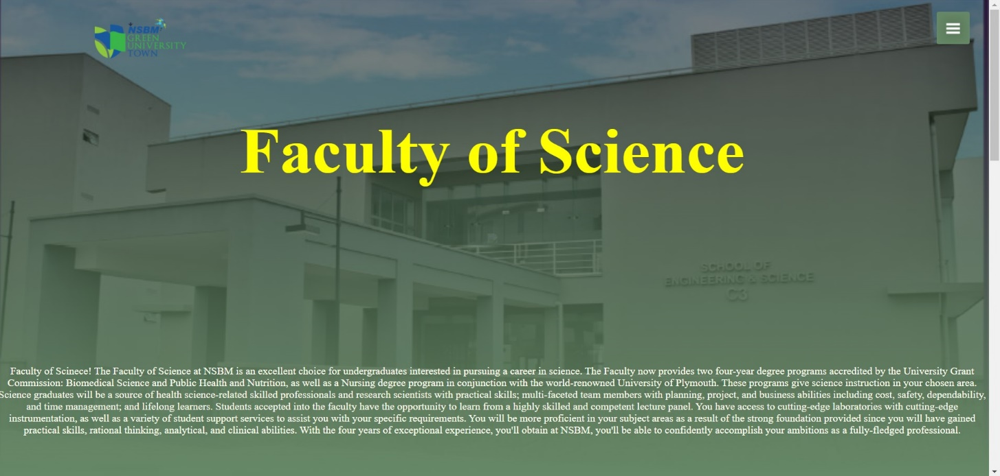 NSBM
GREEN
UNIVERSITY
TOWN
Faculty of Science
SCHOOL OF
ENGINEERING & SCIENCE
C3
Faculty of Scinece! The Faculty of Science at NSBM is an excellent choice for undergraduates interested in pursuing a career in science. The Faculty now provides two four-year degree programs accredited by the University Grant
Commission: Biomedical Science and Public Health and Nutrition, as well as a Nursing degree program in conjunction with the world-renowned University of Plymouth. These programs give science instruction in your chosen area.
Science graduates will be a source of health science-related skilled professionals and research scientists with practical skills; multi-faceted team members with planning, project, and business abilities including cost, safety, dependability,
and time management; and lifelong learners. Students accepted into the faculty have the opportunity to learn from a highly skilled and competent lecture panel. You have access to cutting-edge laboratories with cutting-edge
instrumentation, as well as a variety of student support services to assist you with your specific requirements. You will be more proficient in your subject areas as a result of the strong foundation provided since you will have gained
practical skills, rational thinking, analytical, and clinical abilities. With the four years of exceptional experience, you'll obtain at NSBM, you'll be able to confidently accomplish your ambitions as a fully-fledged professional.